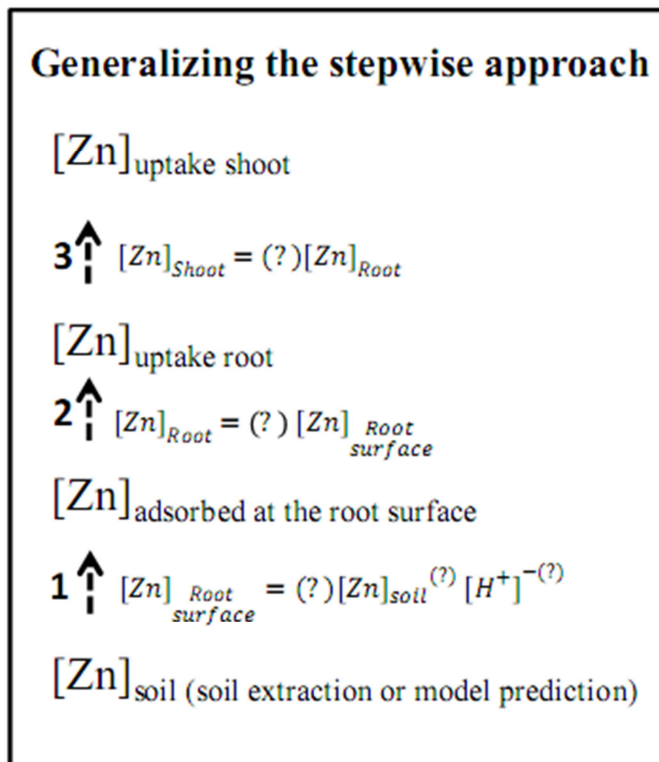 Generalizing the stepwise approach
[Zn]uptake shoot
3 [Zn]Shoot = (?)[Zn]Root
[Zn]uptake root
2 [Zn]Root = (?) [Zn] Root surface
[Zn]adsorbed at the root surface
1 [Zn] Root surface = (?)[Zn]soil(?) [H+]−(?)
[Zn]soil (soil extraction or model prediction)